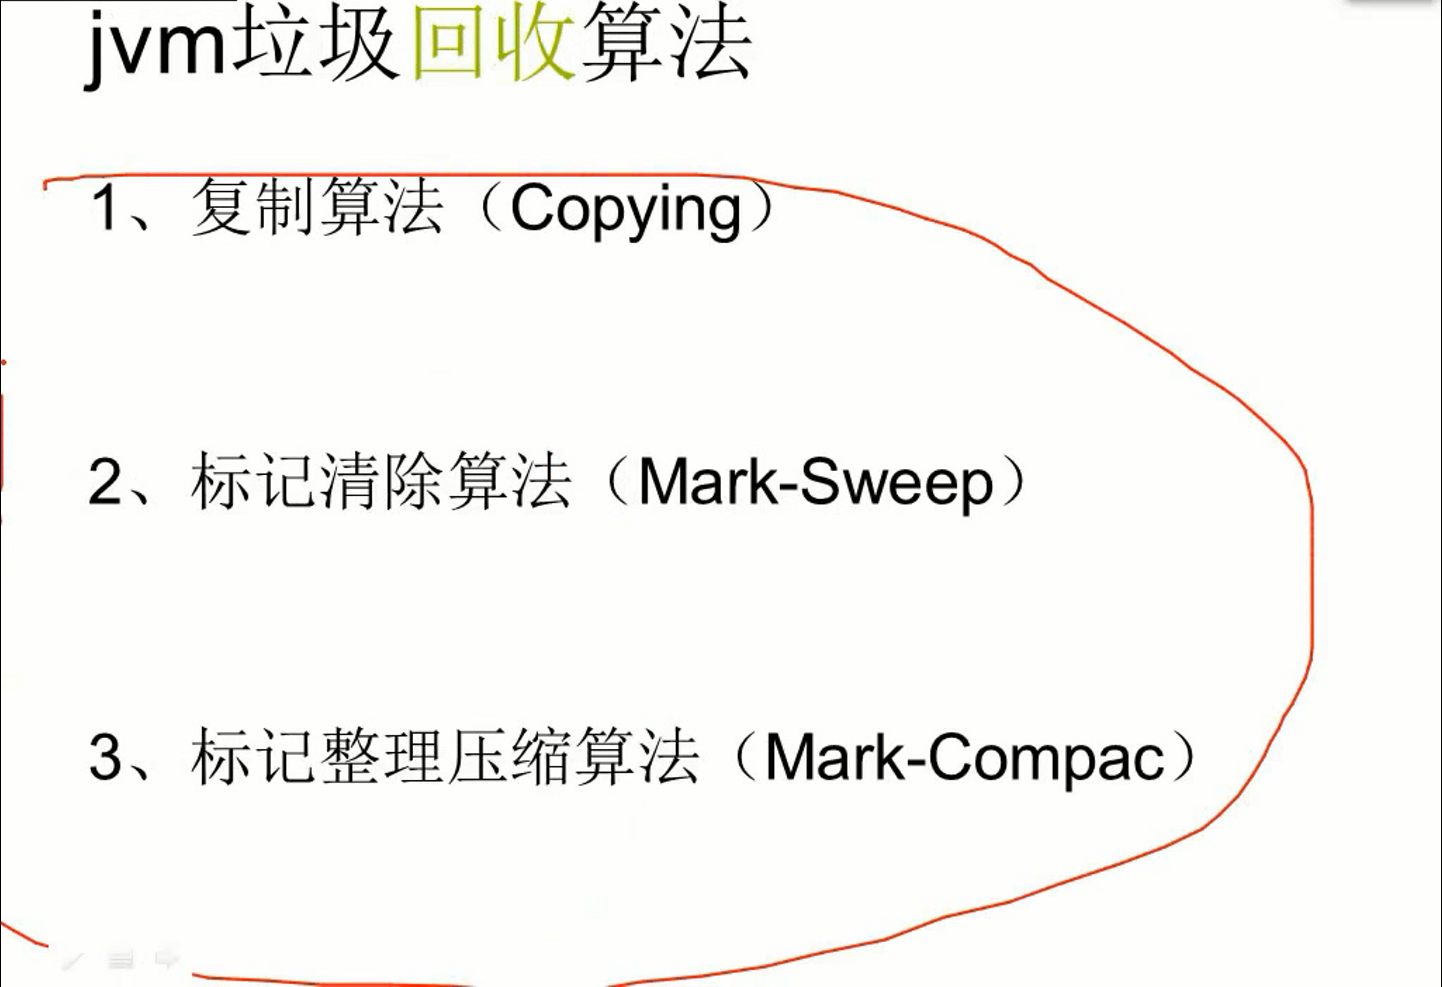 jvm垃圾回收算法
1、复制算法（Copying）
2、标记清除算法（Mark-Sweep）
3、标记整理压缩算法（Mark-Compac）